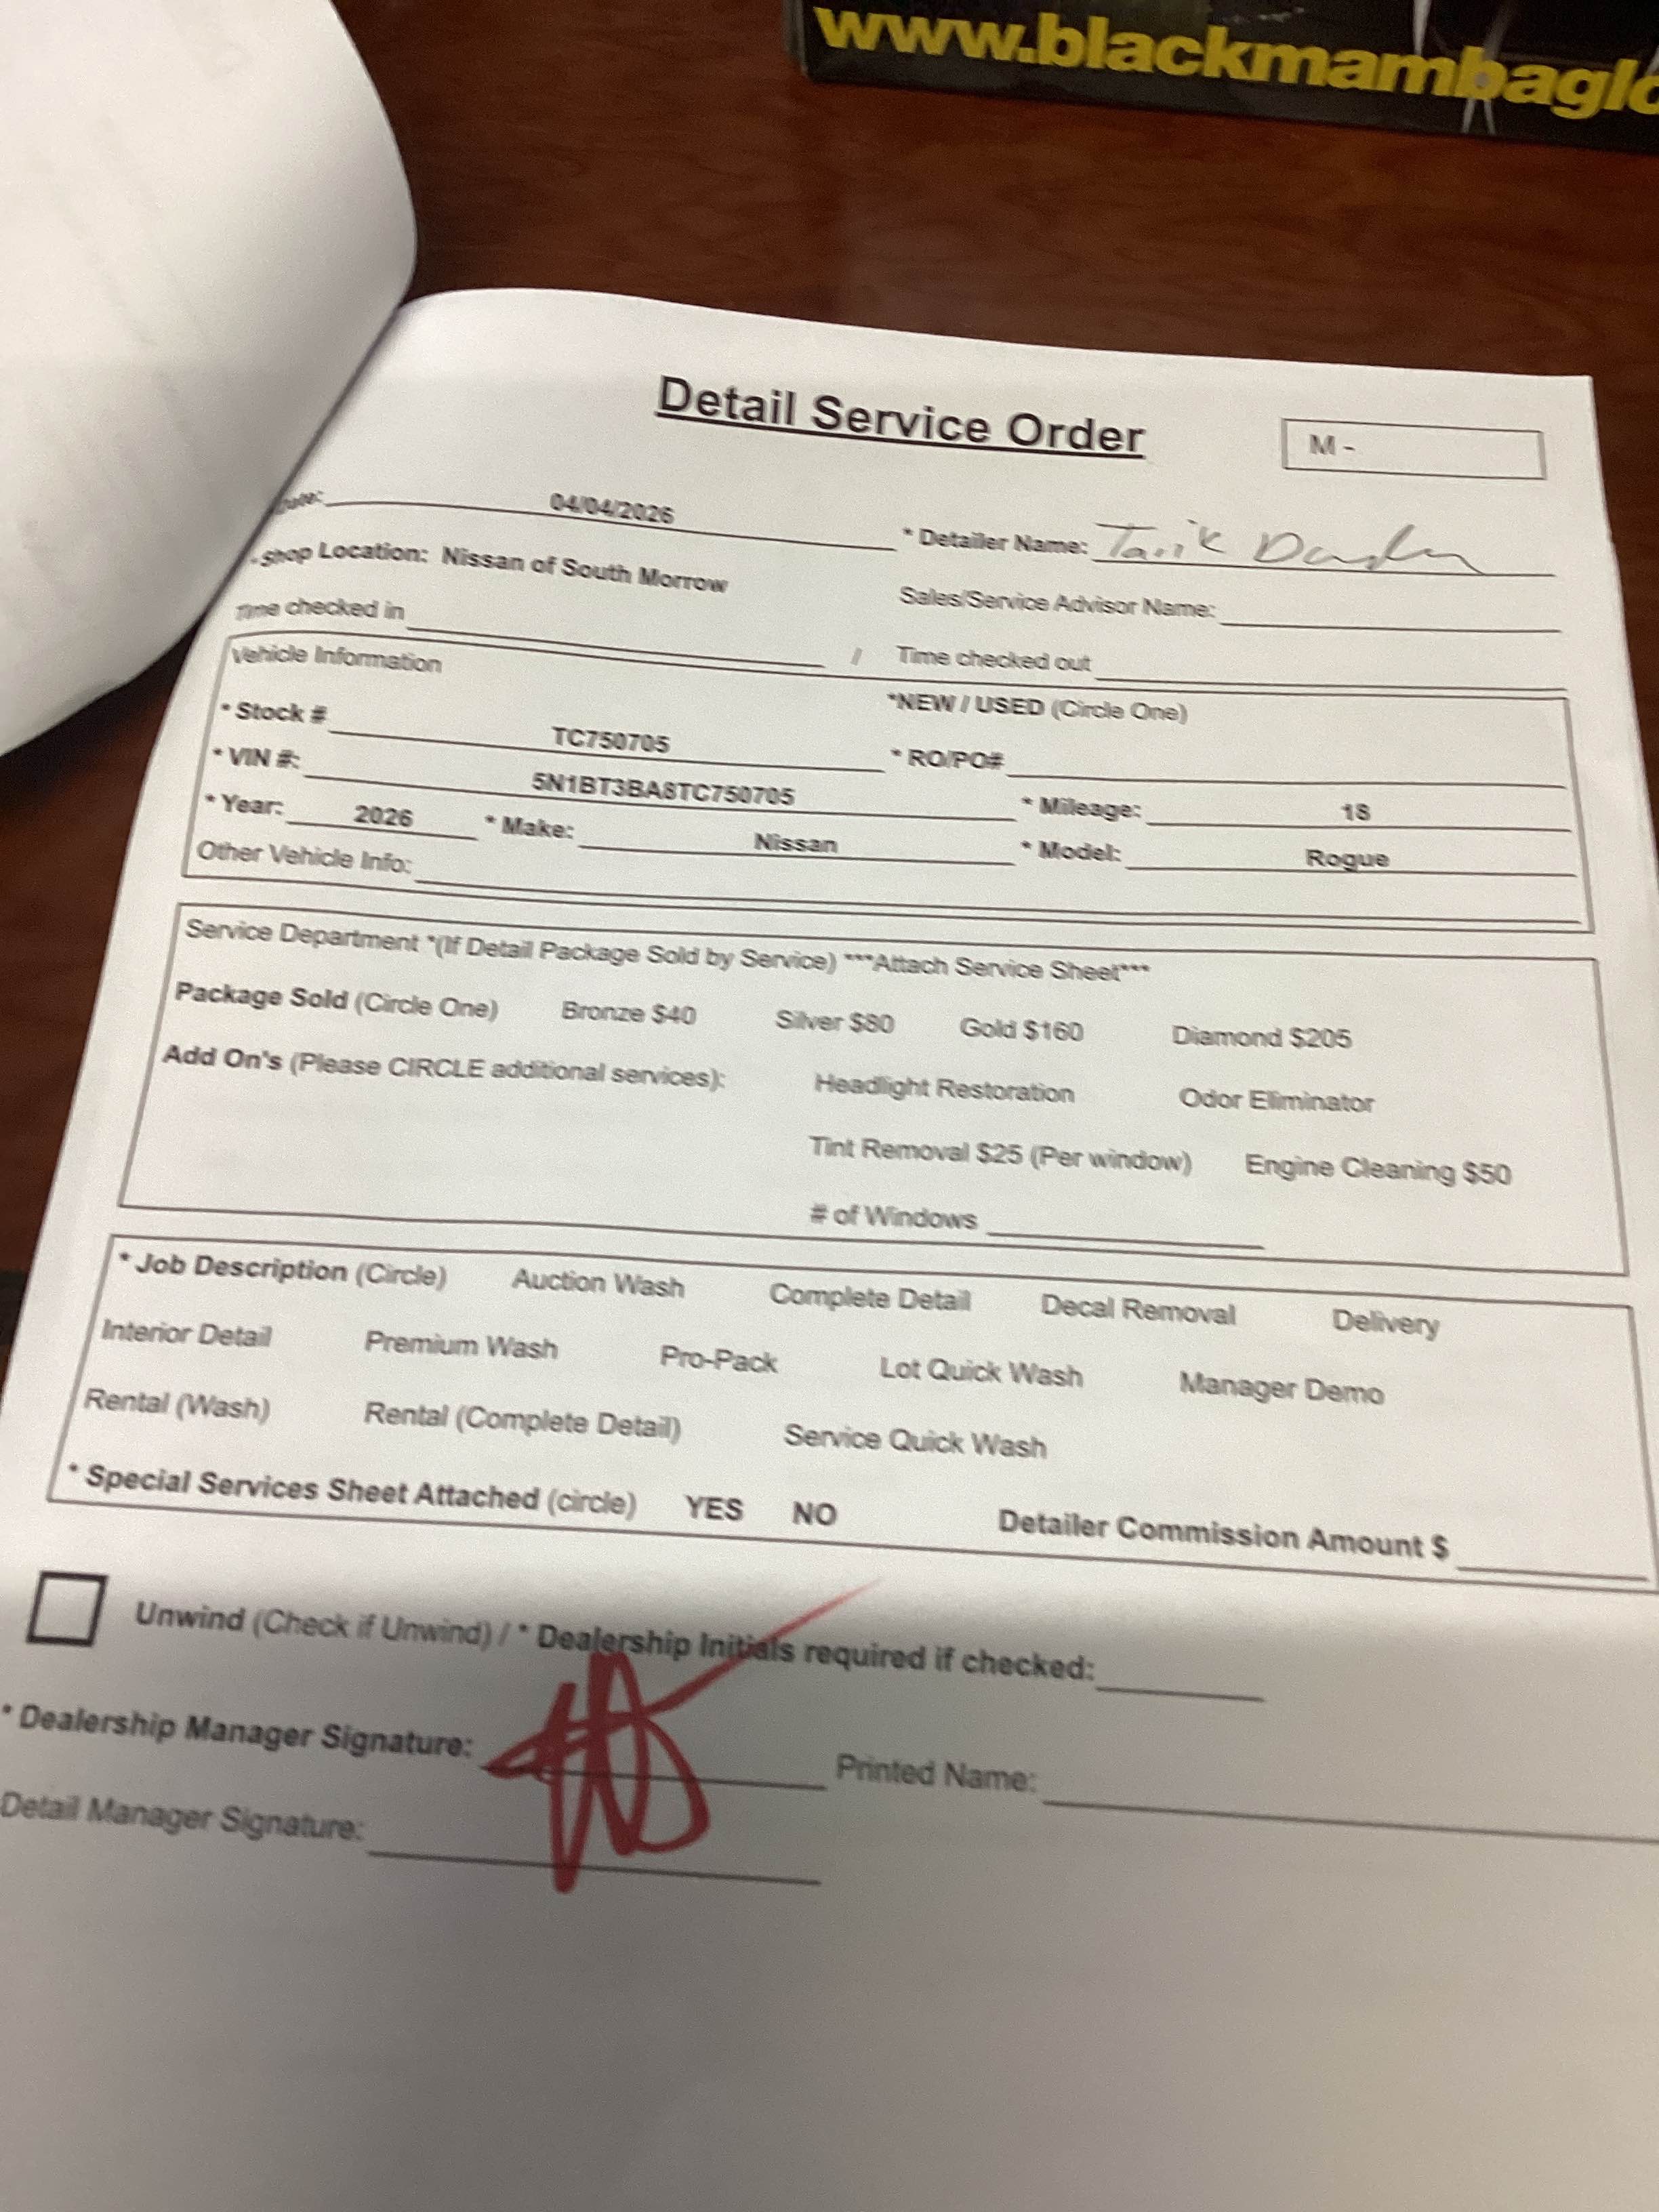 www.blackmambaglo
Detail Service Order
M -
Date: 04/04/2026
* Detailer Name: Tarik
* Shop Location: Nissan of South Morrow
Sales/Service Advisor Name:
Time checked in / Time checked out
Vehicle Information
*NEW / USED (Circle One)
* Stock # TC750705
* RO/PO#
* VIN #: 5N1BT3BA8TC750705
* Mileage: 18
* Year: 2026 * Make: Nissan * Model: Rogue
Other Vehicle Info:
Service Department *(If Detail Package Sold by Service) ***Attach Service Sheet***
Package Sold (Circle One) Bronze $40 Silver $80 Gold $160 Diamond $205
Add On's (Please CIRCLE additional services): Headlight Restoration Odor Eliminator
Tint Removal $25 (Per window) Engine Cleaning $50
# of Windows
* Job Description (Circle) Auction Wash Complete Detail Decal Removal Delivery
Interior Detail Premium Wash Pro-Pack Lot Quick Wash Manager Demo
Rental (Wash) Rental (Complete Detail) Service Quick Wash
* Special Services Sheet Attached (circle) YES NO Detailer Commission Amount $
Unwind (Check if Unwind) / * Dealership Initials required if checked:
* Dealership Manager Signature: Printed Name:
Detail Manager Signature: